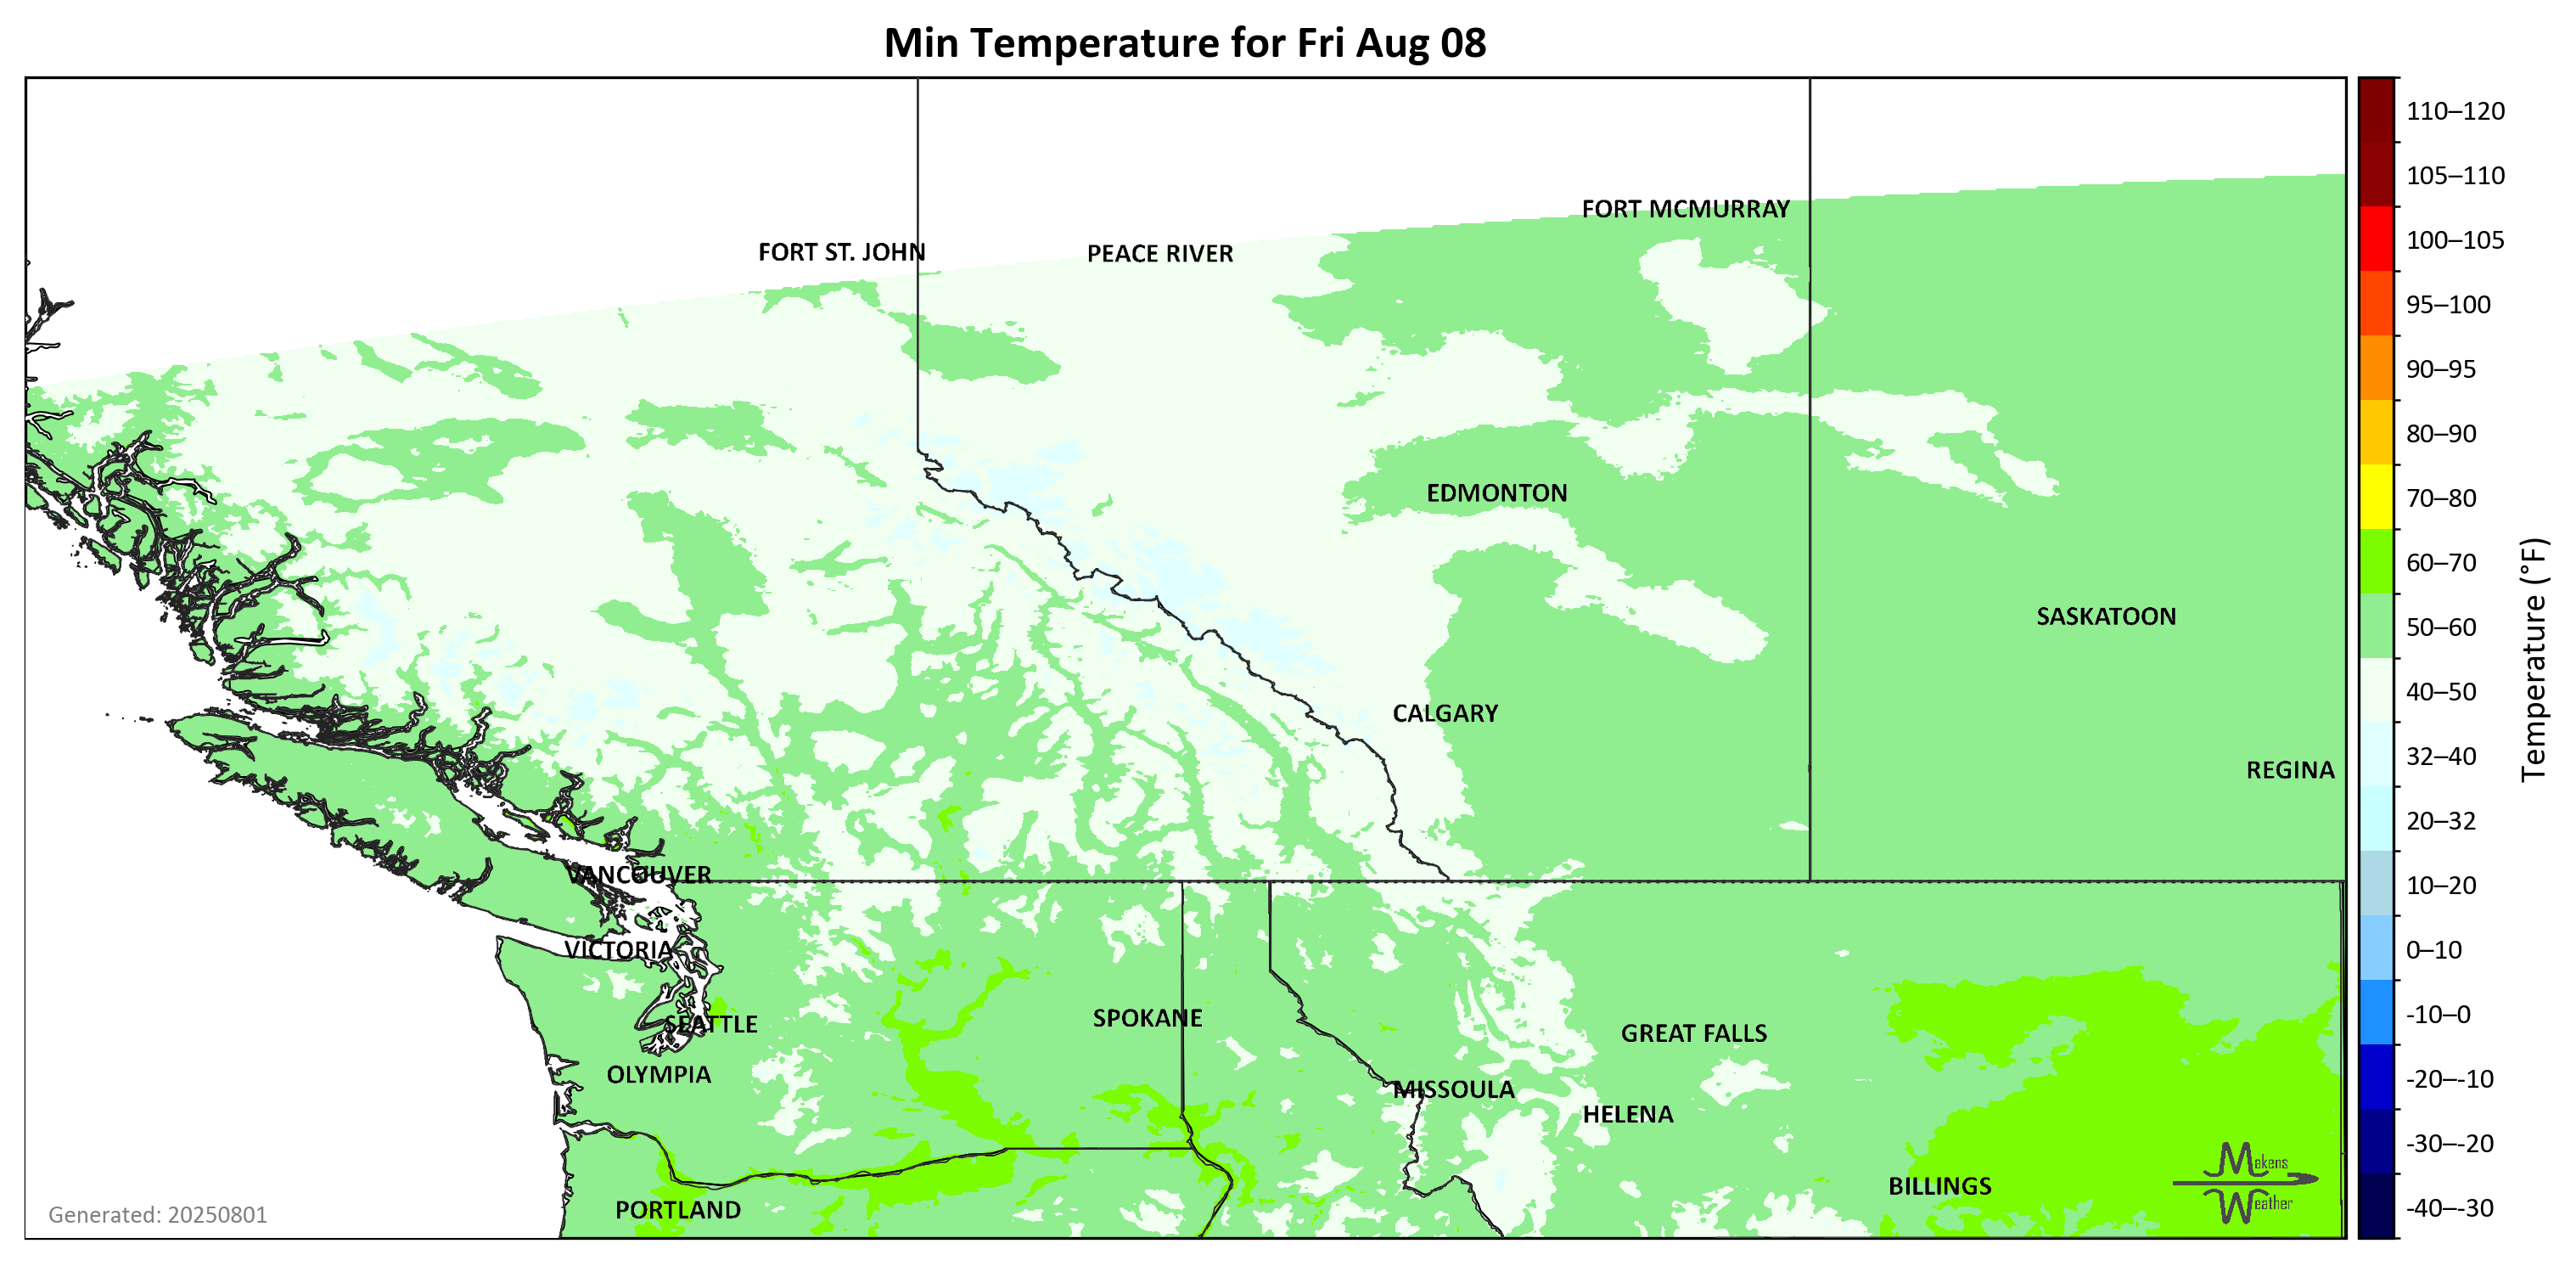 Min Temperature for Fri Aug 08
110–120
105–110
100–105
95–100
90–95
80–90
70–80
60–70
50–60
40–50
32–40
20–32
10–20
0–10
-10–0
-20–-10
-30–-20
-40–-30
Temperature (°F)
FORT MCMURRAY
FORT ST. JOHN
PEACE RIVER
EDMONTON
SASKATOON
CALGARY
REGINA
VANCOUVER
VICTORIA
SPOKANE
SEATTLE
GREAT FALLS
OLYMPIA
MISSOULA
HELENA
BILLINGS
PORTLAND
Makens
Weather
Generated: 20250801